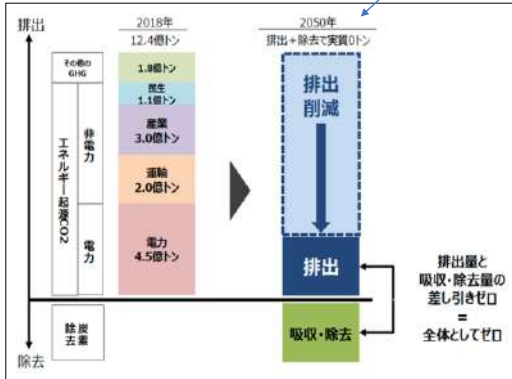 排出
2018年
12.4億トン
2050年
排出+除去で実質0トン
その他の
GHG
1.8億トン
エネルギー起源CO2
非電力
民生
1.1億トン
産業
3.0億トン
運輸
2.0億トン
電力
電力
4.5億トン
排出
削減
排出
排出量と
吸収・除去量の
差し引きゼロ
=
全体としてゼロ
炭素
除去
吸収・除去
除去